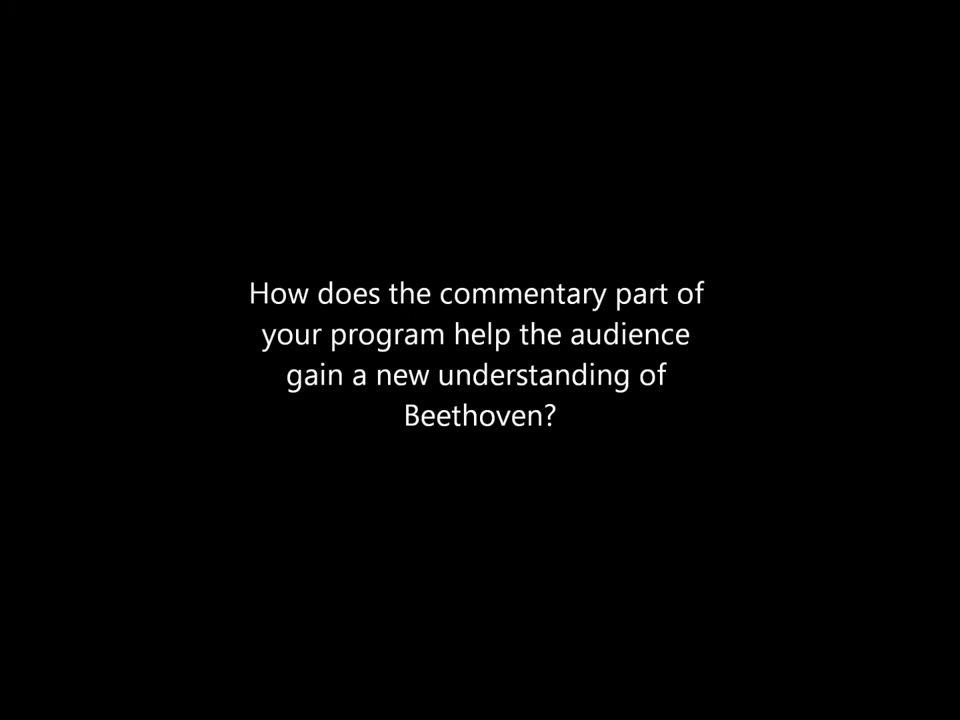 How does the commentary part of
your program help the audience
gain a new understanding of
Beethoven?